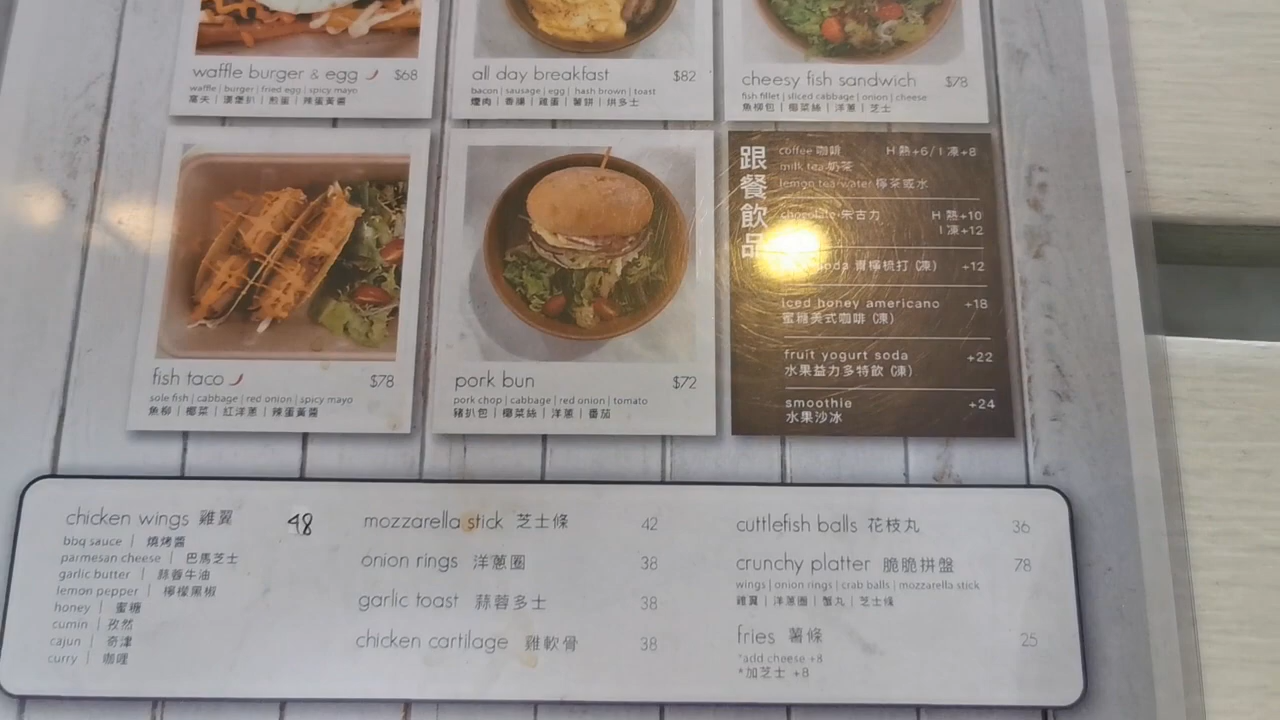 waffle burger & egg $68
waffle | burger | fried egg | spicy mayo
窩夫 | 漢堡扒 | 煎蛋 | 辣蛋黃醬
all day breakfast $82
bacon | sausage | egg | hash brown | toast
煙肉 | 香腸 | 雞蛋 | 薯餅 | 烘多士
cheesy fish sandwich $78
fish fillet | sliced cabbage | onion | cheese
魚柳包 | 椰菜絲 | 洋蔥 | 芝士
fish taco $78
sole fish | cabbage | red onion | spicy mayo
魚柳 | 椰菜 | 紅洋蔥 | 辣蛋黃醬
pork bun $72
pork chop | cabbage | red onion | tomato
豬扒包 | 椰菜絲 | 洋蔥 | 番茄
跟餐飲品
coffee 咖啡 H 熱+6 / I 凍+8
milk tea 奶茶
lemon tea/water 檸茶或水
chocolate 朱古力 H 熱+10
I 凍+12
soda 青檸梳打 (凍) +12
iced honey americano +18
蜜糖美式咖啡 (凍)
fruit yogurt soda +22
水果益力多特飲 (凍)
smoothie +24
水果沙冰
chicken wings 雞翼 48
bbq sauce | 燒烤醬
parmesan cheese | 巴馬芝士
garlic butter | 蒜蓉牛油
lemon pepper | 檸檬黑椒
honey | 蜜糖
cumin | 孜然
cajun | 奇津
curry | 咖喱
mozzarella stick 芝士條 42
onion rings 洋蔥圈 38
garlic toast 蒜蓉多士 38
chicken cartilage 雞軟骨 38
cuttlefish balls 花枝丸 36
crunchy platter 脆脆拼盤 78
wings | onion rings | crab balls | mozzarella stick
雞翼 | 洋蔥圈 | 蟹丸 | 芝士條
fries 薯條 25
*add cheese +8
*加芝士 +8